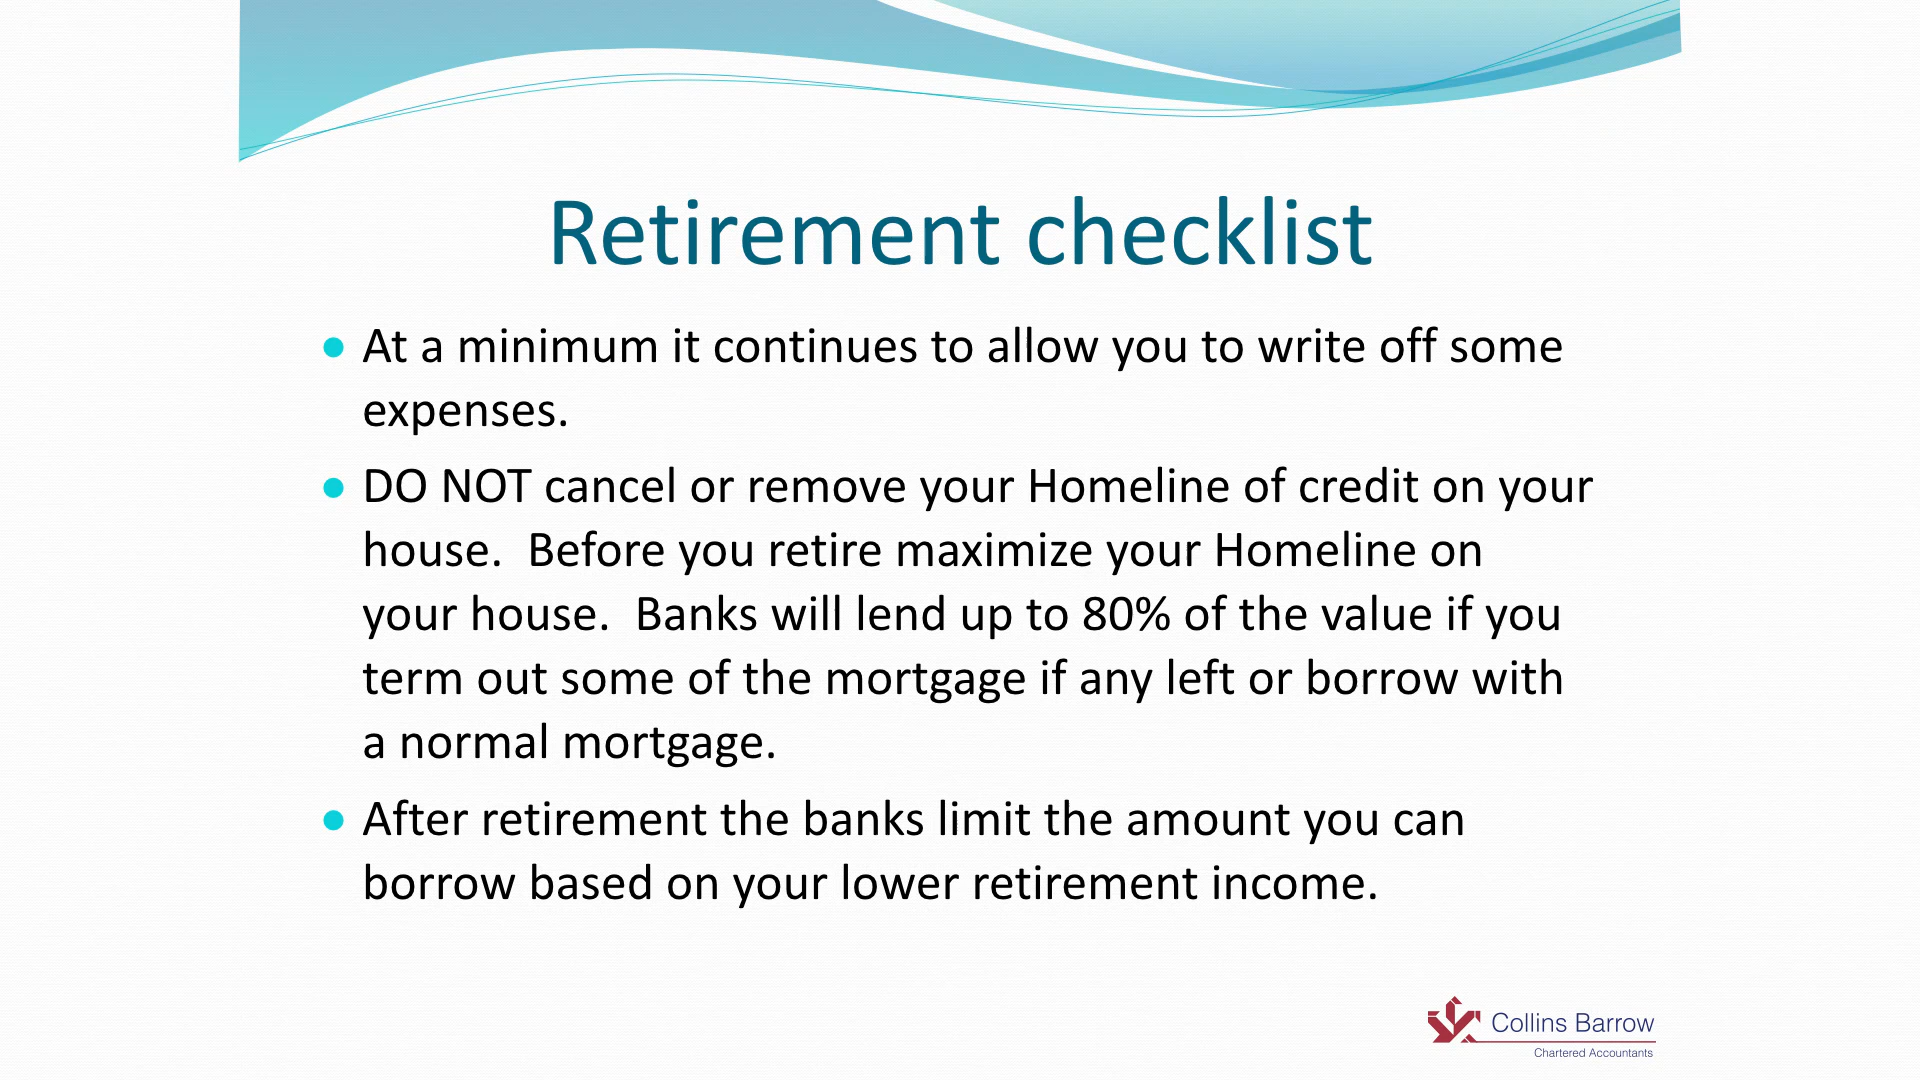 Retirement checklist
At a minimum it continues to allow you to write off some
expenses.
DO NOT cancel or remove your Homeline of credit on your
house.  Before you retire maximize your Homeline on
your house.  Banks will lend up to 80% of the value if you
term out some of the mortgage if any left or borrow with
a normal mortgage.
After retirement the banks limit the amount you can
borrow based on your lower retirement income.
Collins Barrow
Chartered Accountants